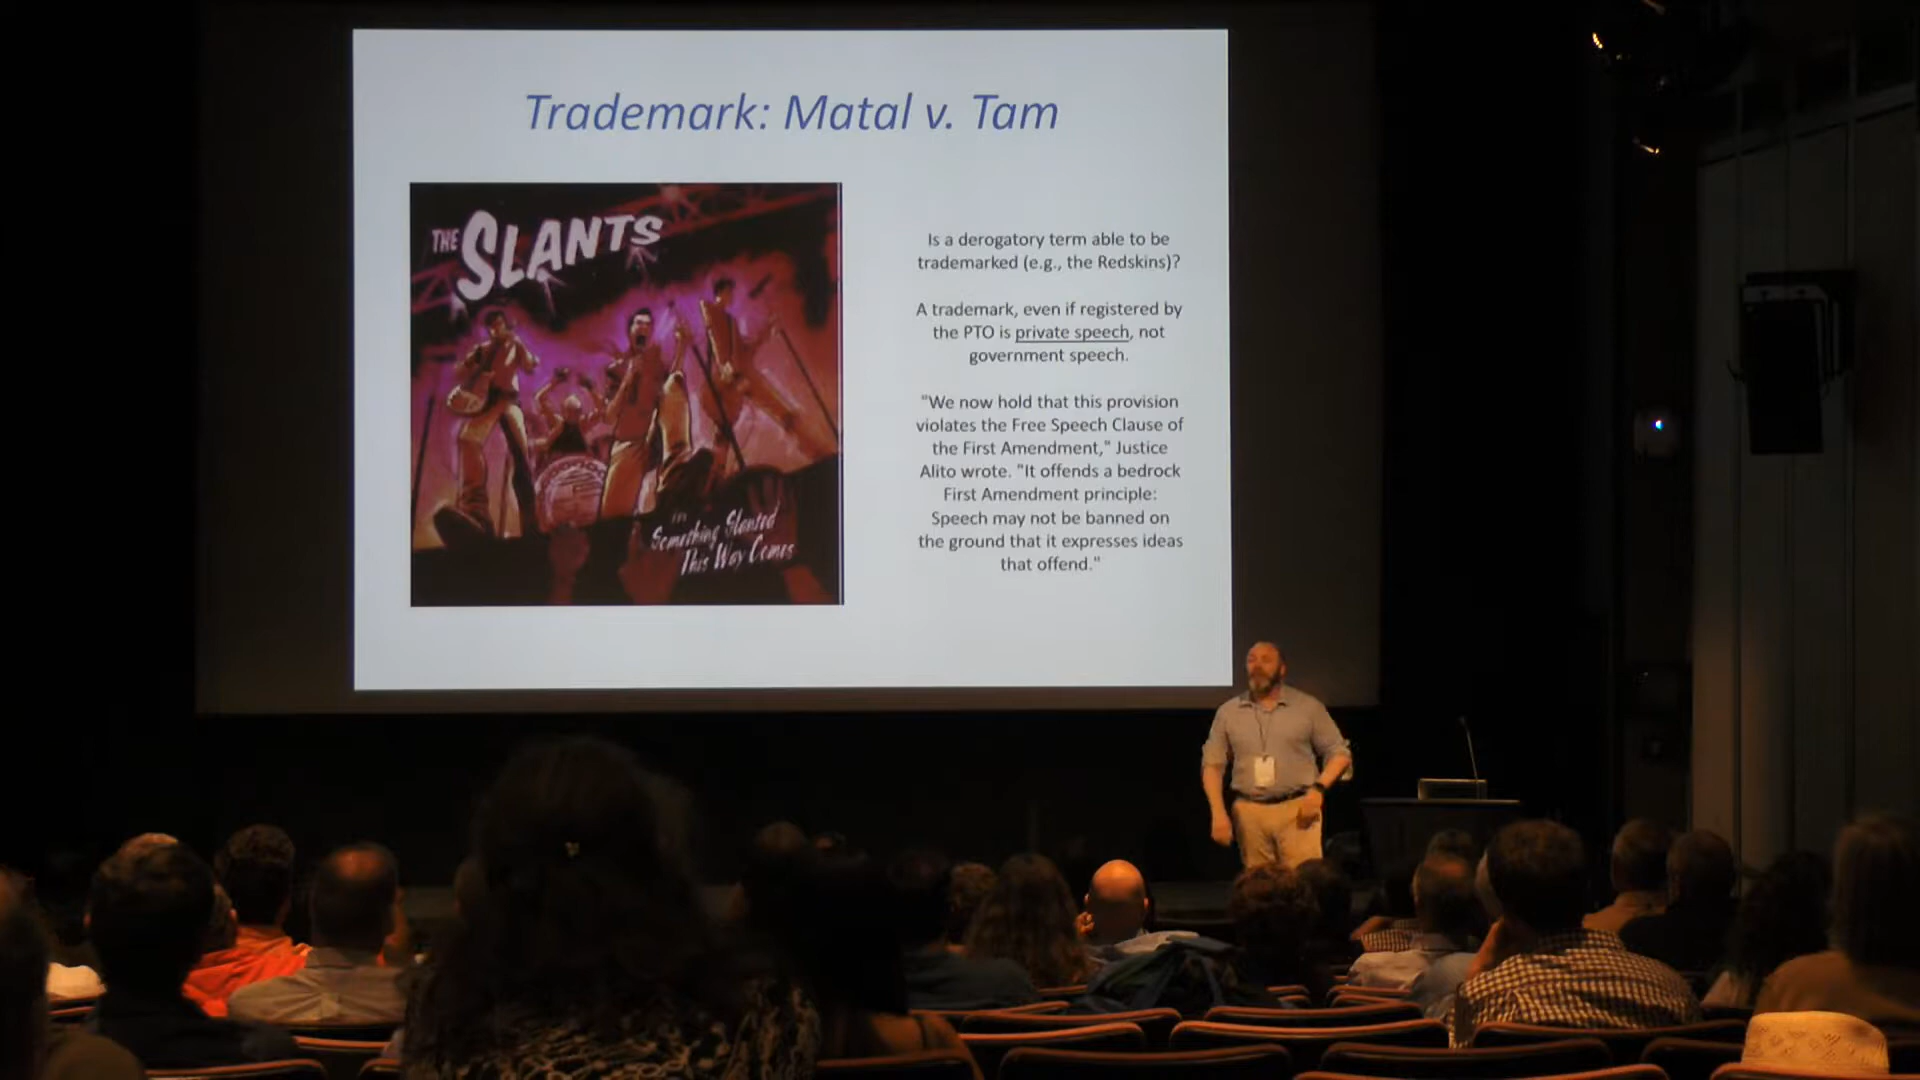 Trademark: Matal v. Tam
THE SLANTS
in
Something Slanted
This Way Comes
Is a derogatory term able to be
trademarked (e.g., the Redskins)?
A trademark, even if registered by
the PTO is private speech, not
government speech.
"We now hold that this provision
violates the Free Speech Clause of
the First Amendment," Justice
Alito wrote. "It offends a bedrock
First Amendment principle:
Speech may not be banned on
the ground that it expresses ideas
that offend."